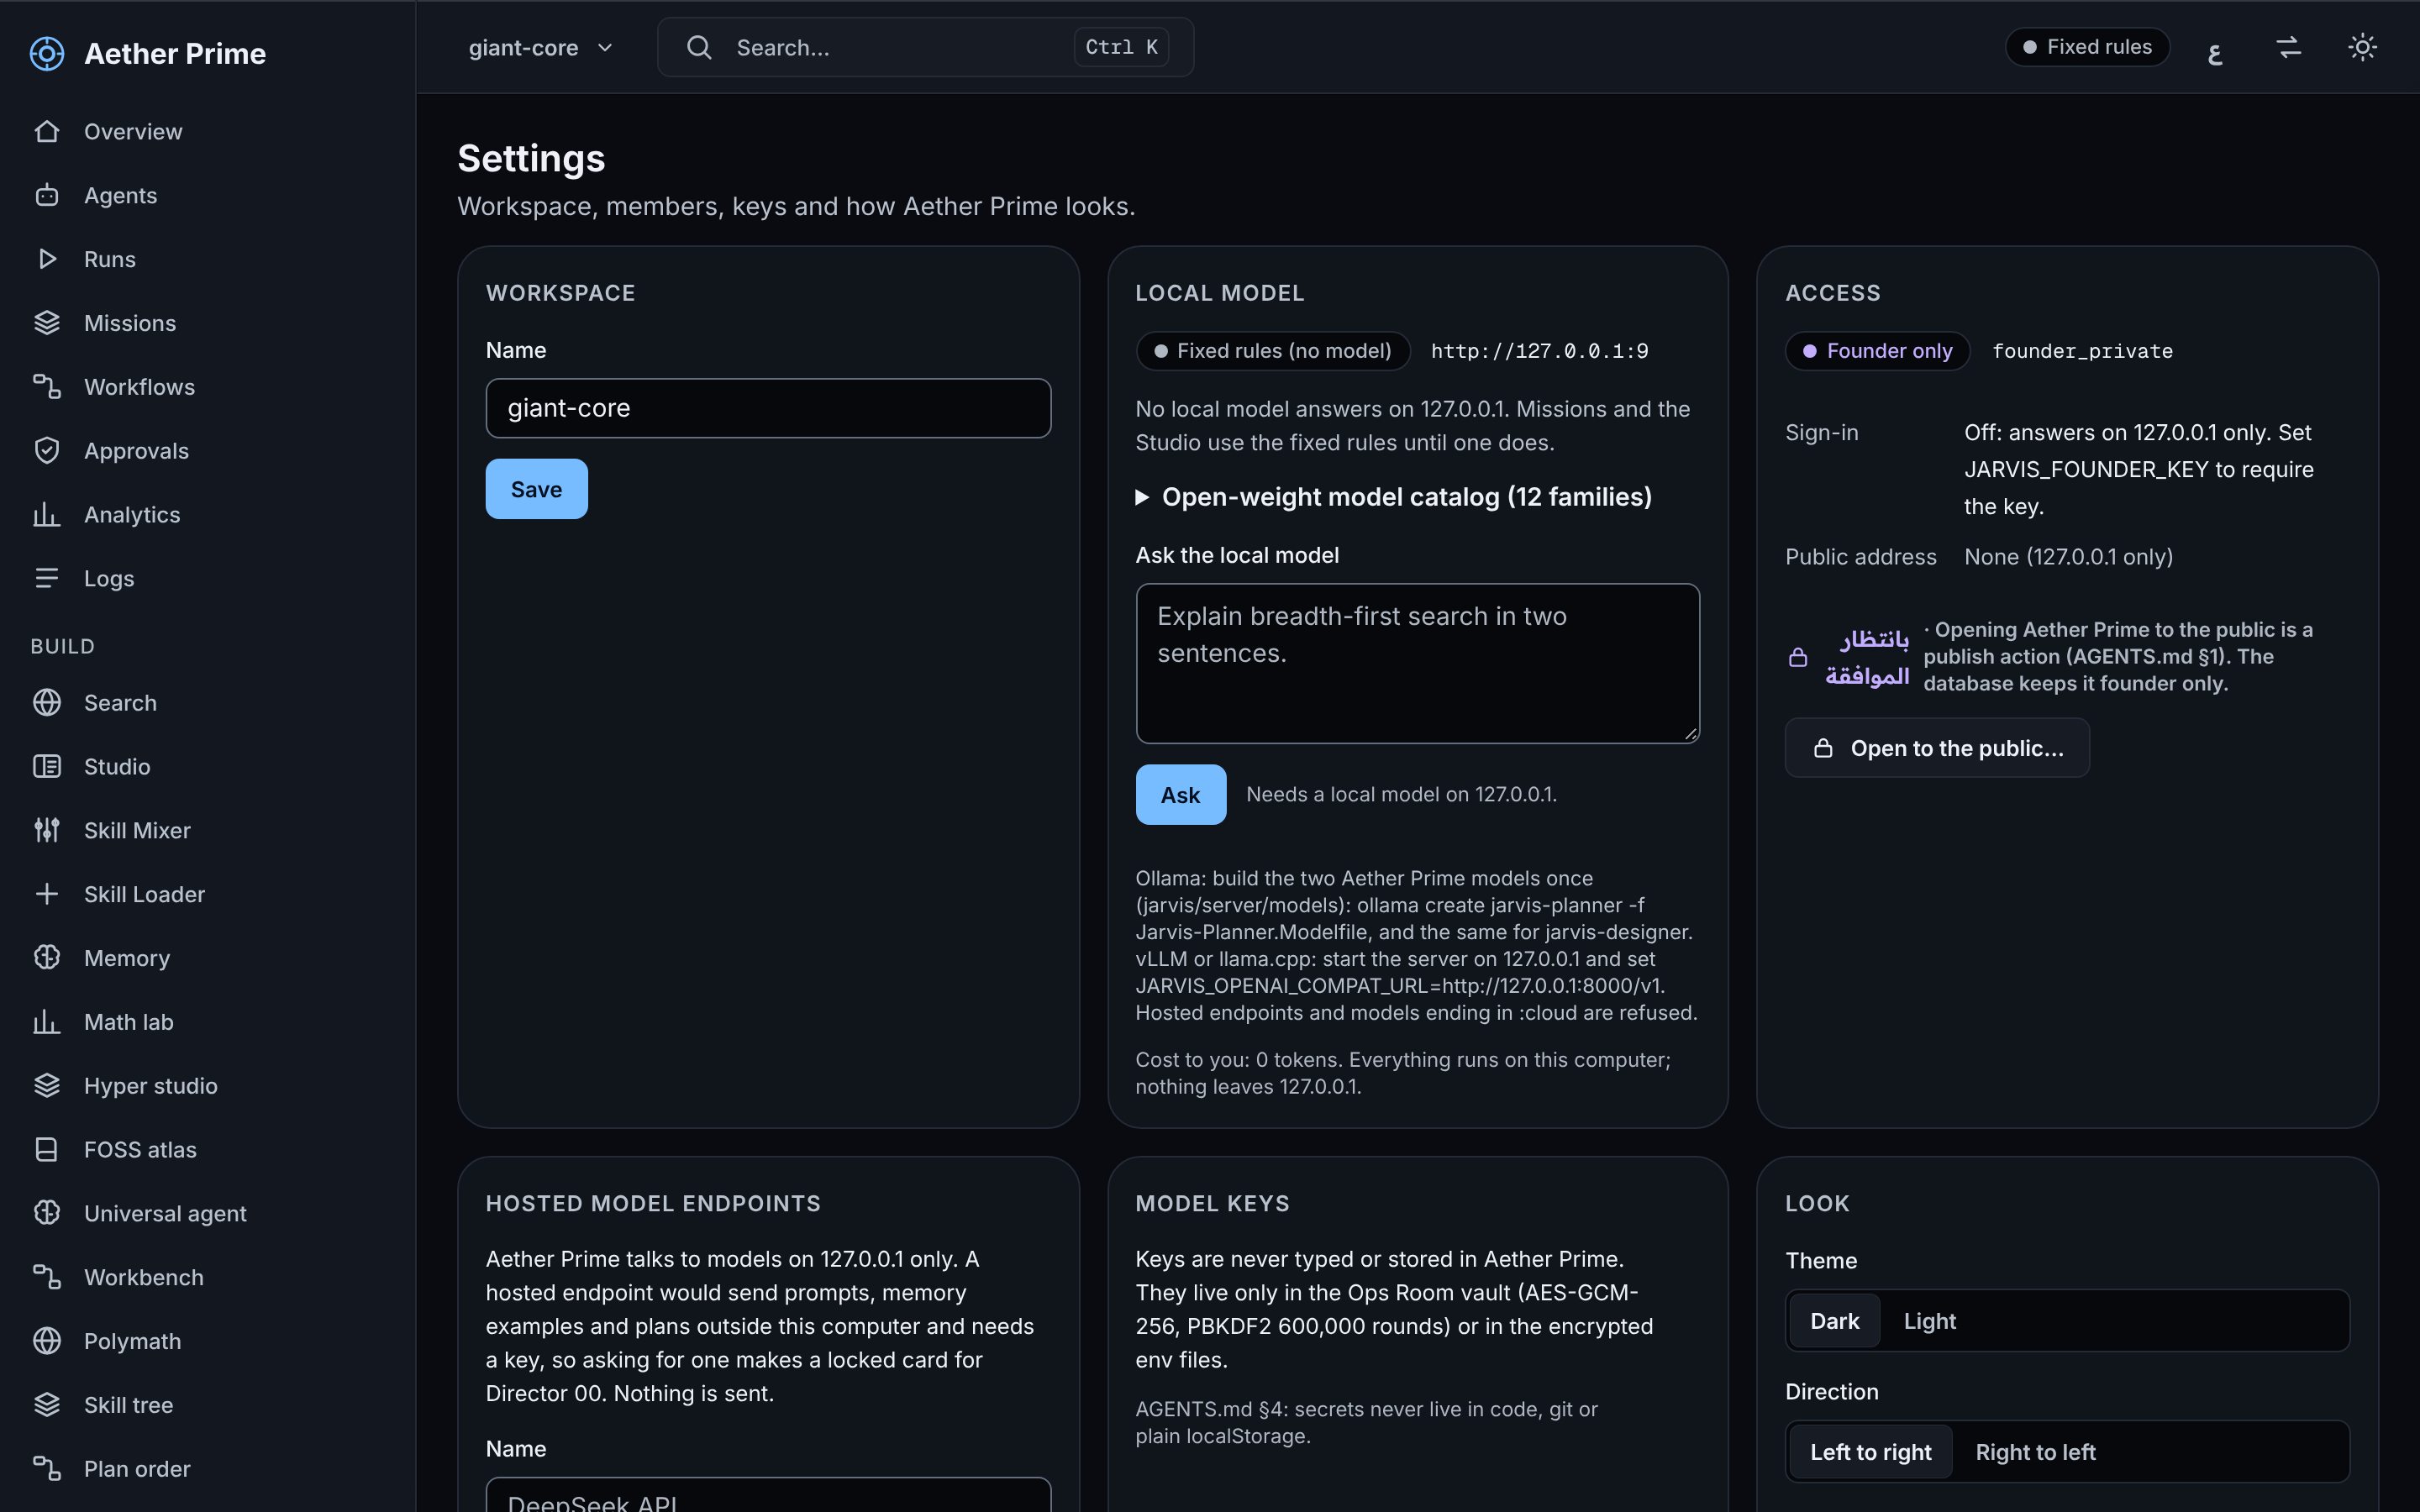 Aether Prime
Overview
Agents
Runs
Missions
Workflows
Approvals
Analytics
Logs
BUILD
Search
Studio
Skill Mixer
Skill Loader
Memory
Math lab
Hyper studio
FOSS atlas
Universal agent
Workbench
Polymath
Skill tree
Plan order
giant-core
Search...
Ctrl K
Fixed rules
ع
Settings
Workspace, members, keys and how Aether Prime looks.
WORKSPACE
Name
giant-core
Save
LOCAL MODEL
Fixed rules (no model) http://127.0.0.1:9
No local model answers on 127.0.0.1. Missions and the
Studio use the fixed rules until one does.
Open-weight model catalog (12 families)
Ask the local model
Explain breadth-first search in two
sentences.
Ask
Needs a local model on 127.0.0.1.
Ollama: build the two Aether Prime models once
(jarvis/server/models): ollama create jarvis-planner -f
Jarvis-Planner.Modelfile, and the same for jarvis-designer.
vLLM or llama.cpp: start the server on 127.0.0.1 and set
JARVIS_OPENAI_COMPAT_URL=http://127.0.0.1:8000/v1.
Hosted endpoints and models ending in :cloud are refused.
Cost to you: 0 tokens. Everything runs on this computer;
nothing leaves 127.0.0.1.
ACCESS
Founder only founder_private
Sign-in
Off: answers on 127.0.0.1 only. Set
JARVIS_FOUNDER_KEY to require
the key.
Public address None (127.0.0.1 only)
بانتظار
الموافقة
· Opening Aether Prime to the public is a
publish action (AGENTS.md §1). The
database keeps it founder only.
Open to the public...
HOSTED MODEL ENDPOINTS
Aether Prime talks to models on 127.0.0.1 only. A
hosted endpoint would send prompts, memory
examples and plans outside this computer and needs
a key, so asking for one makes a locked card for
Director 00. Nothing is sent.
Name
DeepSeek API
MODEL KEYS
Keys are never typed or stored in Aether Prime.
They live only in the Ops Room vault (AES-GCM-
256, PBKDF2 600,000 rounds) or in the encrypted
env files.
AGENTS.md §4: secrets never live in code, git or
plain localStorage.
LOOK
Theme
Dark Light
Direction
Left to right Right to left